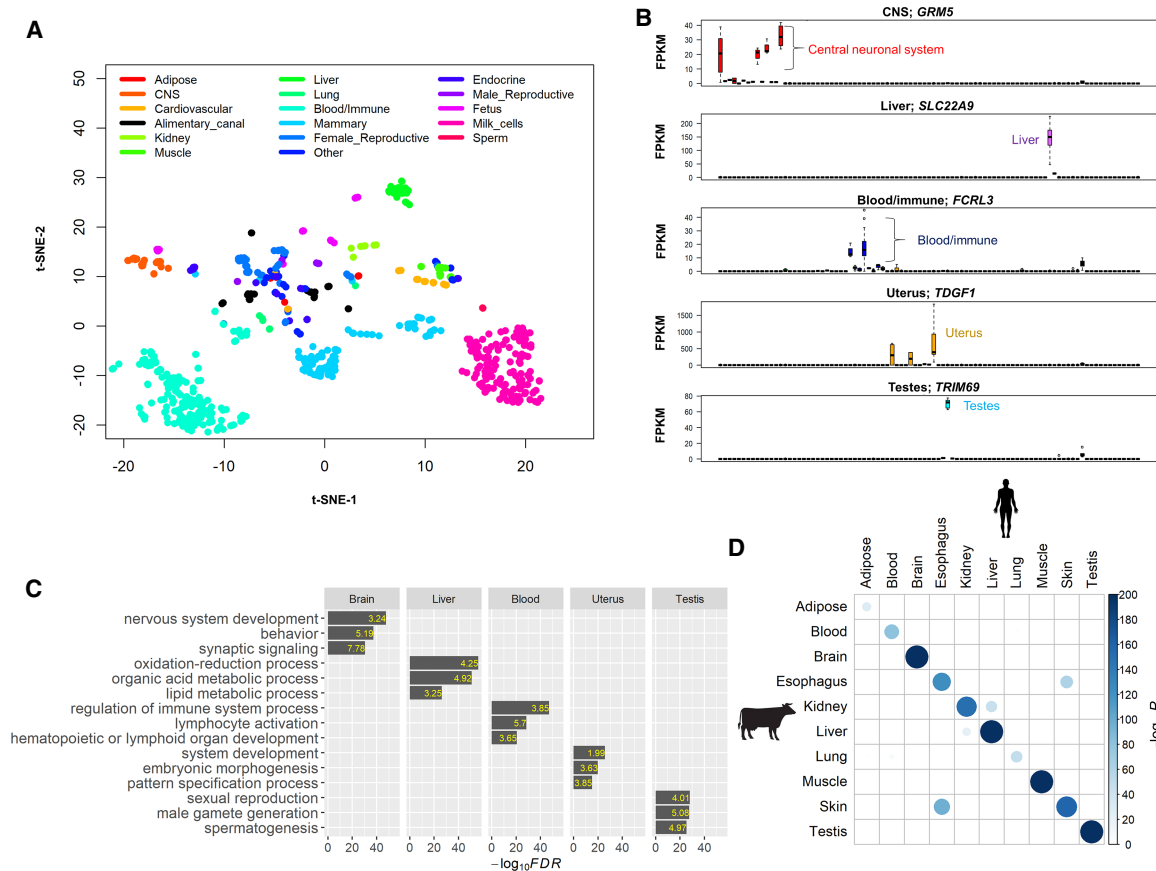 A
t-SNE-2
50
40
30
20
10
0
-10
-20
Adipose
CNS
Cardiovascular
Alimentary_canal
Kidney
Muscle
Liver
Lung
Blood/Immune
Mammary
Female_Reproductive
Other
Endocrine
Male_Reproductive
Fetus
Milk_cells
Sperm
-20 -10 0 10 20
t-SNE-1
B
CNS; GRM5
FPKM
40
30
20
10
0
Central neuronal system
Liver; SLC22A9
FPKM
200
150
100
50
0
Liver
Blood/immune; FCRL3
FPKM
40
30
20
10
0
Blood/immune
Uterus; TDGF1
FPKM
1500
1000
500
0
Uterus
Testes; TRIM69
FPKM
80
60
40
20
0
Testes
C
Brain Liver Blood Uterus Testis
nervous system development 3.24
behavior 5.19
synaptic signaling 7.78
oxidation-reduction process 4.25
organic acid metabolic process 4.92
lipid metabolic process 3.25
regulation of immune system process 3.85
lymphocyte activation 5.7
hematopoietic or lymphoid organ development 3.65
system development 1.99
embryonic morphogenesis 3.63
pattern specification process 3.85
sexual reproduction 4.01
male gamete generation 5.08
spermatogenesis 4.97
0 20 40 0 20 40 0 20 40 0 20 40 0 20 40
−log10FDR
D
Adipose Blood Brain Esophagus Kidney Liver Lung Muscle Skin Testis
Adipose
Blood
Brain
Esophagus
Kidney
Liver
Lung
Muscle
Skin
Testis
200
180
160
140
120
100
80
60
40
20
0